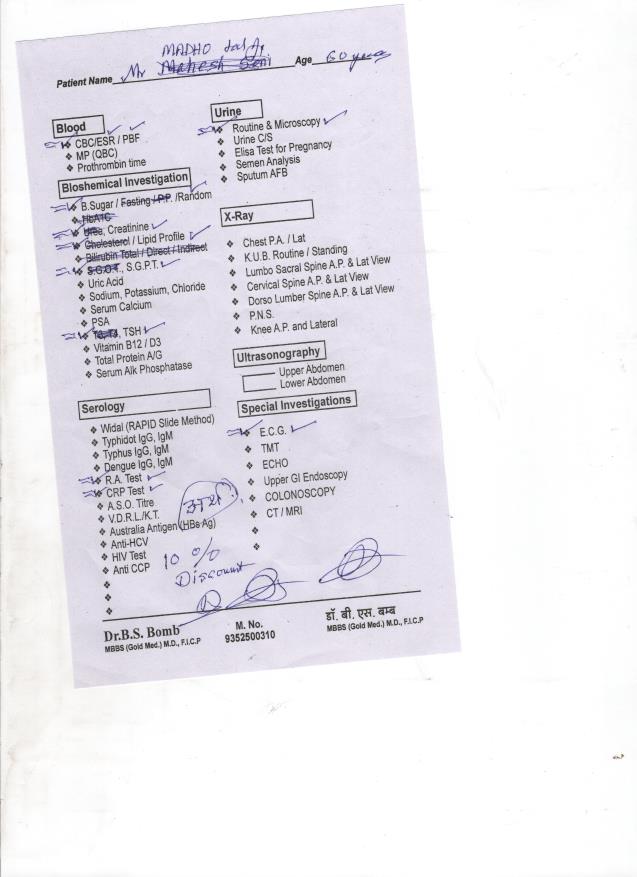 MADHO
Patient Name Mr Mahesh Age 60
Blood
CBC/ESR / PBF
MP (QBC)
Prothrombin time
Bioshemical Investigation
B.Sugar / Fasting / P.P. /Random
HbA1C
Urea, Creatinine
Cholesterol / Lipid Profile
Bilirubin Total / Direct / Indirect
S.G.O.T., S.G.P.T.
Uric Acid
Sodium, Potassium, Chloride
Serum Calcium
PSA
TSH
Vitamin B12 / D3
Total Protein A/G
Serum Alk Phosphatase
Serology
Widal (RAPID Slide Method)
Typhidot IgG, IgM
Typhus IgG, IgM
Dengue IgG, IgM
R.A. Test
CRP Test
A.S.O. Titre
V.D.R.L./K.T.
Australia Antigen (HBs Ag)
Anti-HCV
HIV Test
Anti CCP
10 %
Discount
Urine
Routine & Microscopy
Urine C/S
Elisa Test for Pregnancy
Semen Analysis
Sputum AFB
X-Ray
Chest P.A. / Lat
K.U.B. Routine / Standing
Lumbo Sacral Spine A.P. & Lat View
Cervical Spine A.P. & Lat View
Dorso Lumber Spine A.P. & Lat View
P.N.S.
Knee A.P. and Lateral
Ultrasonography
Upper Abdomen
Lower Abdomen
Special Investigations
E.C.G.
TMT
ECHO
Upper GI Endoscopy
COLONOSCOPY
CT / MRI
Dr.B.S. Bomb
MBBS (Gold Med.) M.D., F.I.C.P
M. No.
9352500310
डॉ. बी. एस. बम्ब
MBBS (Gold Med.) M.D., F.I.C.P